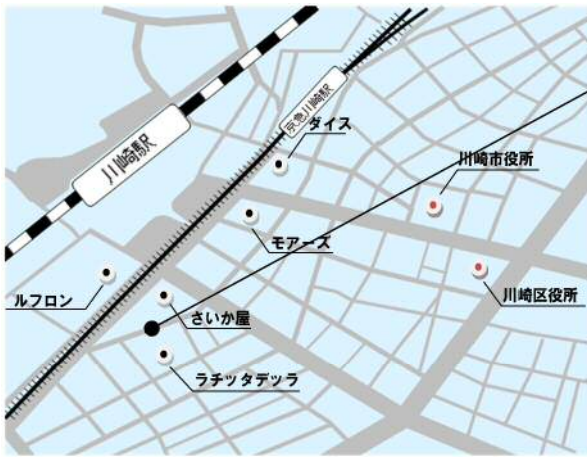 京急川崎駅
ダイス
川崎駅
川崎市役所
モアーズ
ルフロン
さいか屋
川崎区役所
ラチッタデッラ